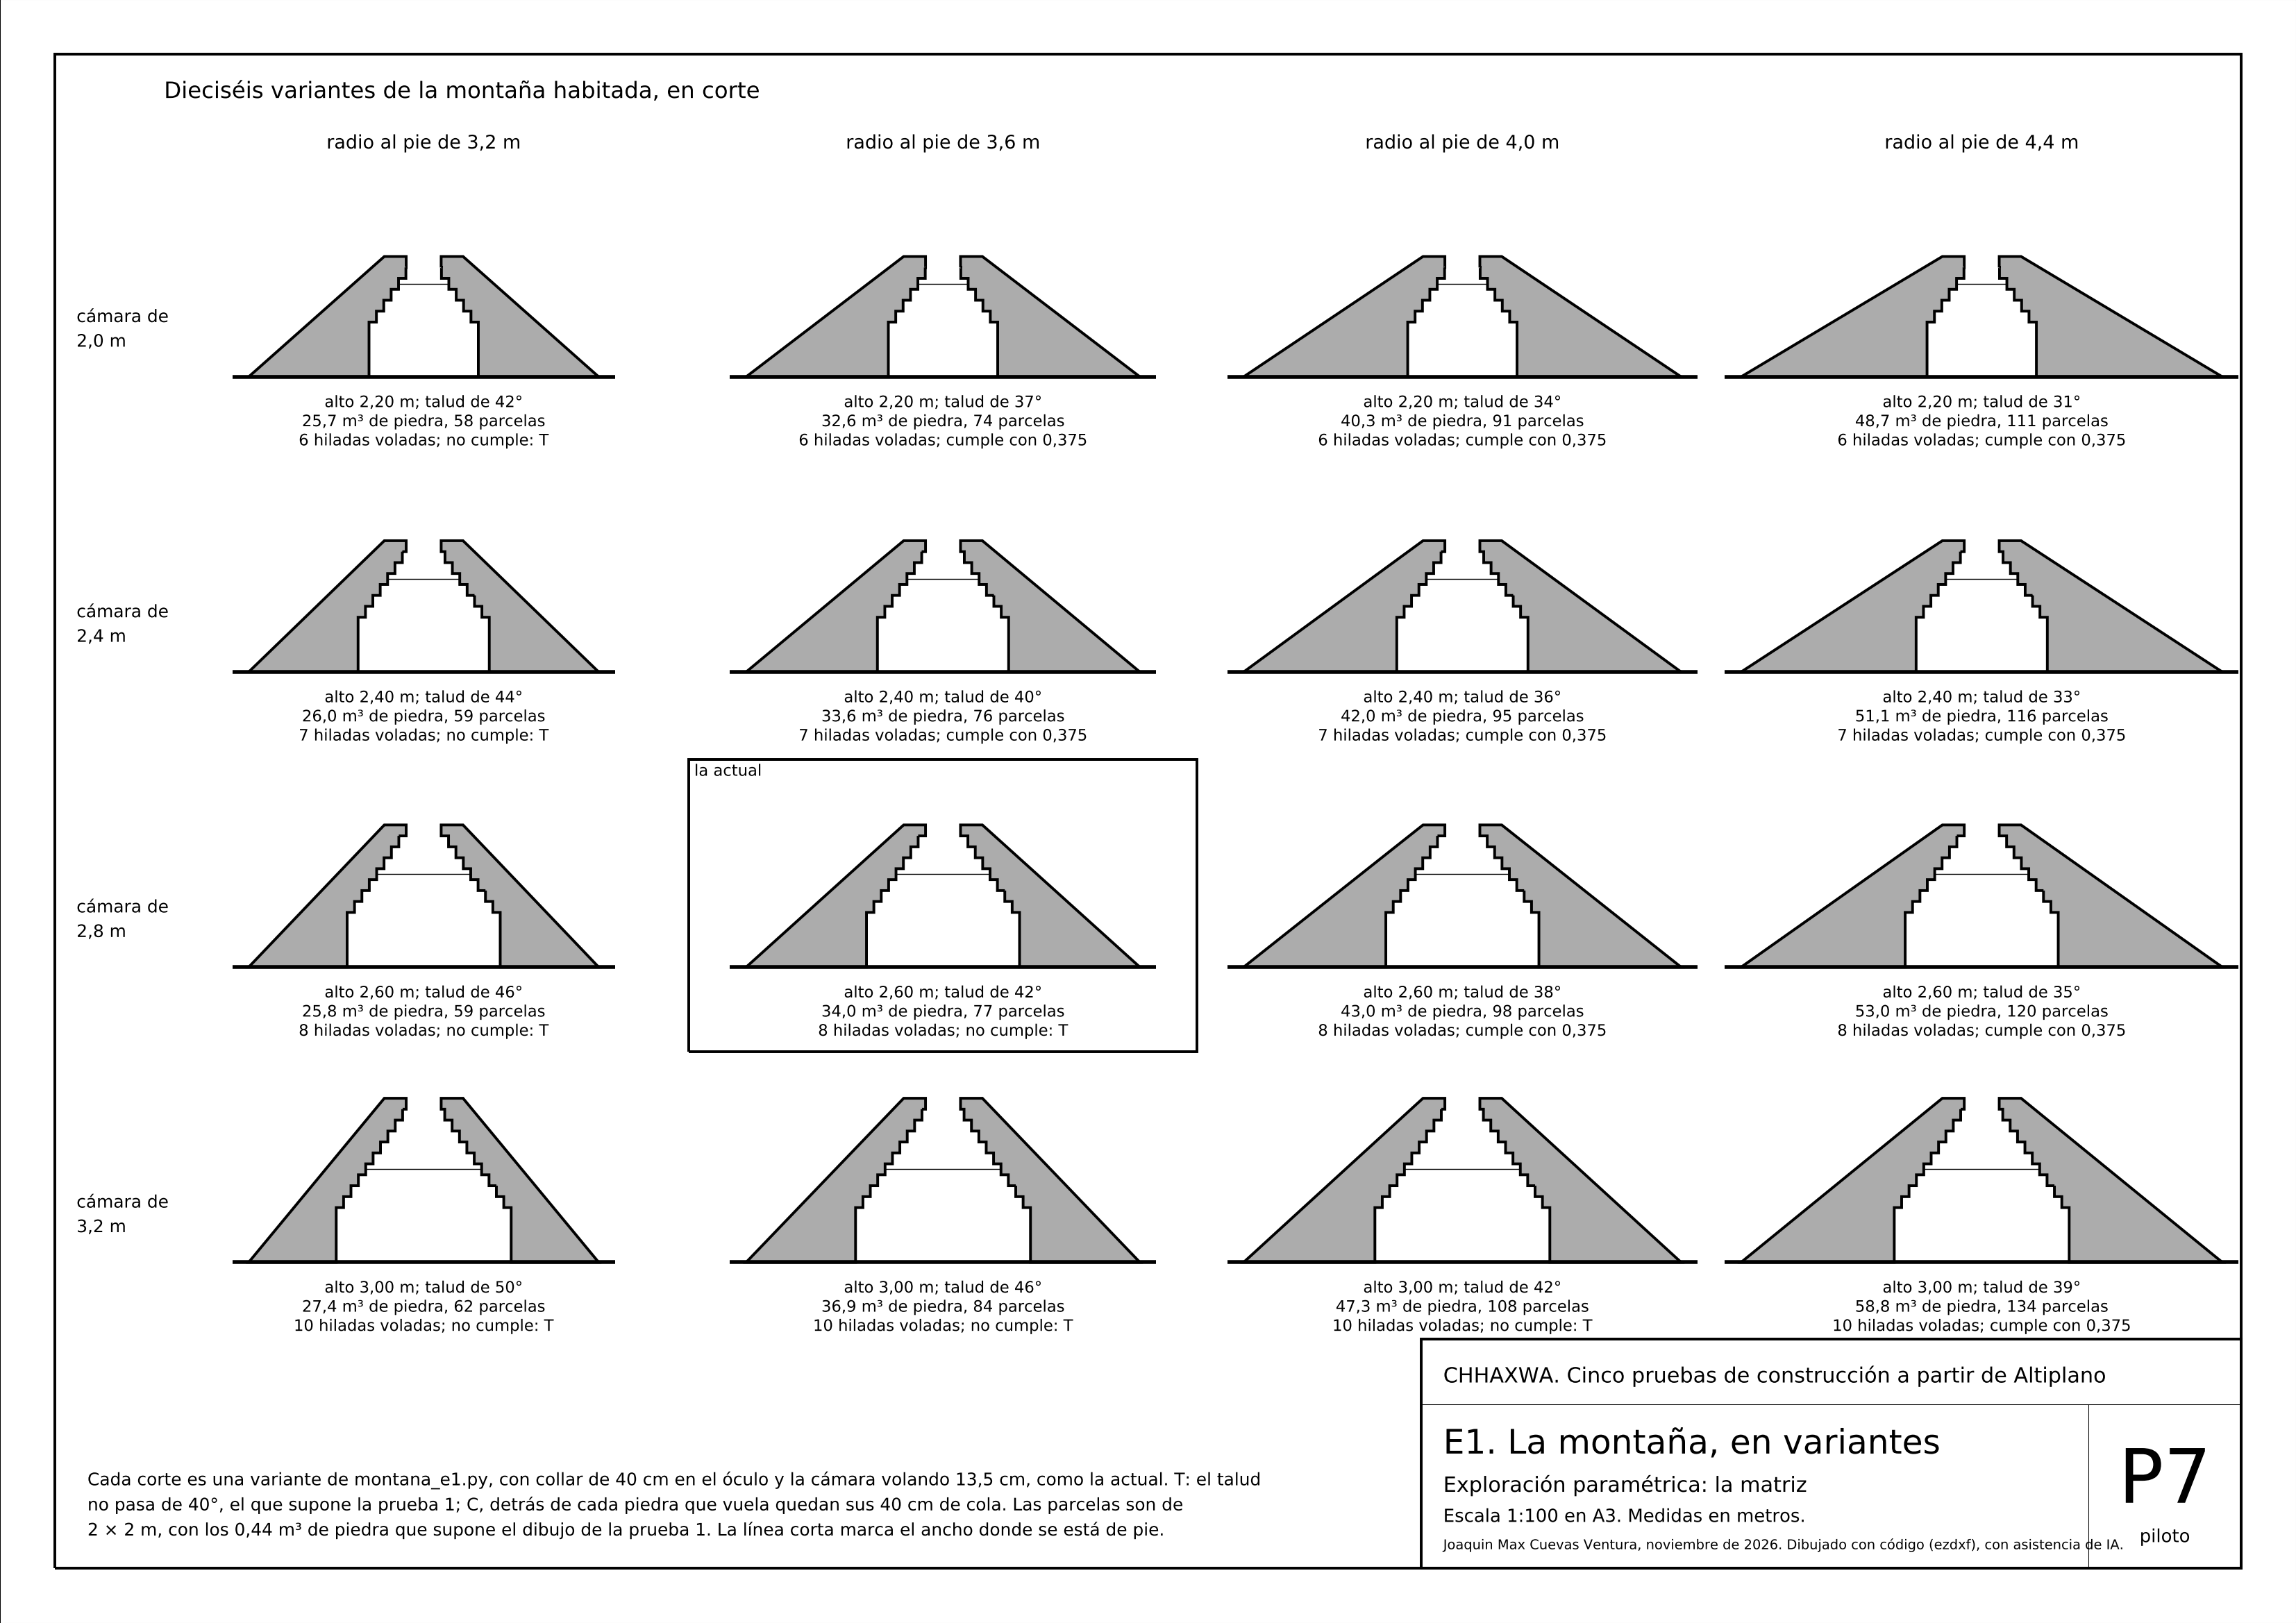 Dieciséis variantes de la montaña habitada, en corte
radio al pie de 3,2 m
radio al pie de 3,6 m
radio al pie de 4,0 m
radio al pie de 4,4 m
cámara de
2,0 m
alto 2,20 m; talud de 42°
25,7 m³ de piedra, 58 parcelas
6 hiladas voladas; no cumple: T
alto 2,20 m; talud de 37°
32,6 m³ de piedra, 74 parcelas
6 hiladas voladas; cumple con 0,375
alto 2,20 m; talud de 34°
40,3 m³ de piedra, 91 parcelas
6 hiladas voladas; cumple con 0,375
alto 2,20 m; talud de 31°
48,7 m³ de piedra, 111 parcelas
6 hiladas voladas; cumple con 0,375
cámara de
2,4 m
alto 2,40 m; talud de 44°
26,0 m³ de piedra, 59 parcelas
7 hiladas voladas; no cumple: T
alto 2,40 m; talud de 40°
33,6 m³ de piedra, 76 parcelas
7 hiladas voladas; cumple con 0,375
alto 2,40 m; talud de 36°
42,0 m³ de piedra, 95 parcelas
7 hiladas voladas; cumple con 0,375
alto 2,40 m; talud de 33°
51,1 m³ de piedra, 116 parcelas
7 hiladas voladas; cumple con 0,375
cámara de
2,8 m
alto 2,60 m; talud de 46°
25,8 m³ de piedra, 59 parcelas
8 hiladas voladas; no cumple: T
la actual
alto 2,60 m; talud de 42°
34,0 m³ de piedra, 77 parcelas
8 hiladas voladas; no cumple: T
alto 2,60 m; talud de 38°
43,0 m³ de piedra, 98 parcelas
8 hiladas voladas; cumple con 0,375
alto 2,60 m; talud de 35°
53,0 m³ de piedra, 120 parcelas
8 hiladas voladas; cumple con 0,375
cámara de
3,2 m
alto 3,00 m; talud de 50°
27,4 m³ de piedra, 62 parcelas
10 hiladas voladas; no cumple: T
alto 3,00 m; talud de 46°
36,9 m³ de piedra, 84 parcelas
10 hiladas voladas; no cumple: T
alto 3,00 m; talud de 42°
47,3 m³ de piedra, 108 parcelas
10 hiladas voladas; no cumple: T
alto 3,00 m; talud de 39°
58,8 m³ de piedra, 134 parcelas
10 hiladas voladas; cumple con 0,375
Cada corte es una variante de montana_e1.py, con collar de 40 cm en el óculo y la cámara volando 13,5 cm, como la actual. T: el talud
no pasa de 40°, el que supone la prueba 1; C, detrás de cada piedra que vuela quedan sus 40 cm de cola. Las parcelas son de
2 × 2 m, con los 0,44 m³ de piedra que supone el dibujo de la prueba 1. La línea corta marca el ancho donde se está de pie.
CHHAXWA. Cinco pruebas de construcción a partir de Altiplano
E1. La montaña, en variantes
Exploración paramétrica: la matriz
Escala 1:100 en A3. Medidas en metros.
Joaquin Max Cuevas Ventura, noviembre de 2026. Dibujado con código (ezdxf), con asistencia de IA.
P7
piloto